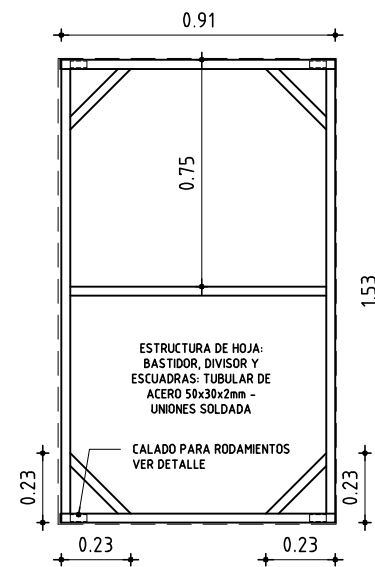 0.91
0.75
1.53
ESTRUCTURA DE HOJA:
BASTIDOR, DIVISOR Y
ESCUADRAS: TUBULAR DE
ACERO 50x30x2mm -
UNIONES SOLDADA
CALADO PARA RODAMIENTOS
VER DETALLE
0.23
0.23
0.23
0.23